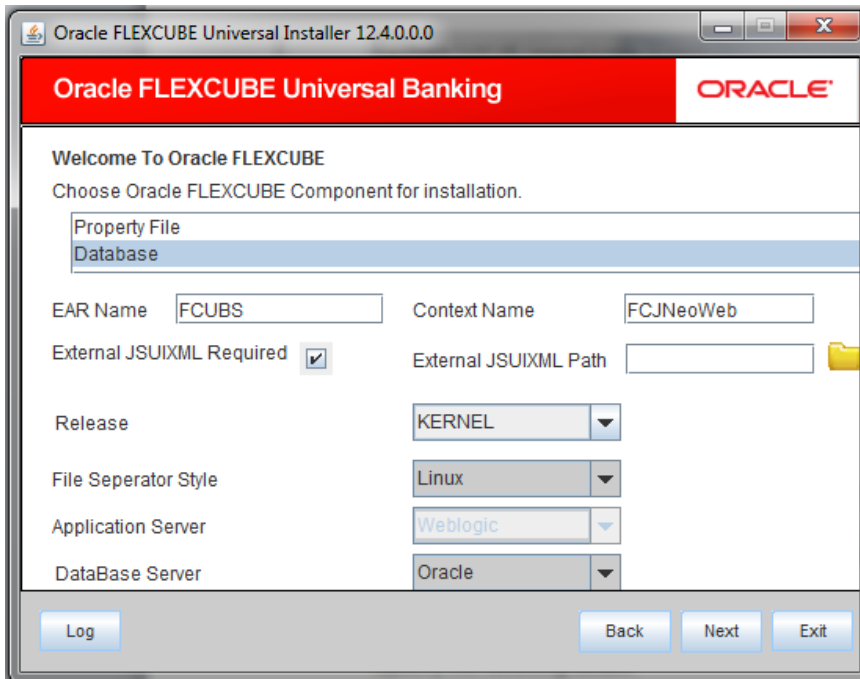 Oracle FLEXCUBE Universal Installer 12.4.0.0.0
Oracle FLEXCUBE Universal Banking
ORACLE
Welcome To Oracle FLEXCUBE
Choose Oracle FLEXCUBE Component for installation.
Property File
Database
EAR Name FCUBS Context Name FCJNeoWeb
External JSUIXML Required External JSUIXML Path
Release KERNEL
File Seperator Style Linux
Application Server Weblogic
DataBase Server Oracle
Log Back Next Exit